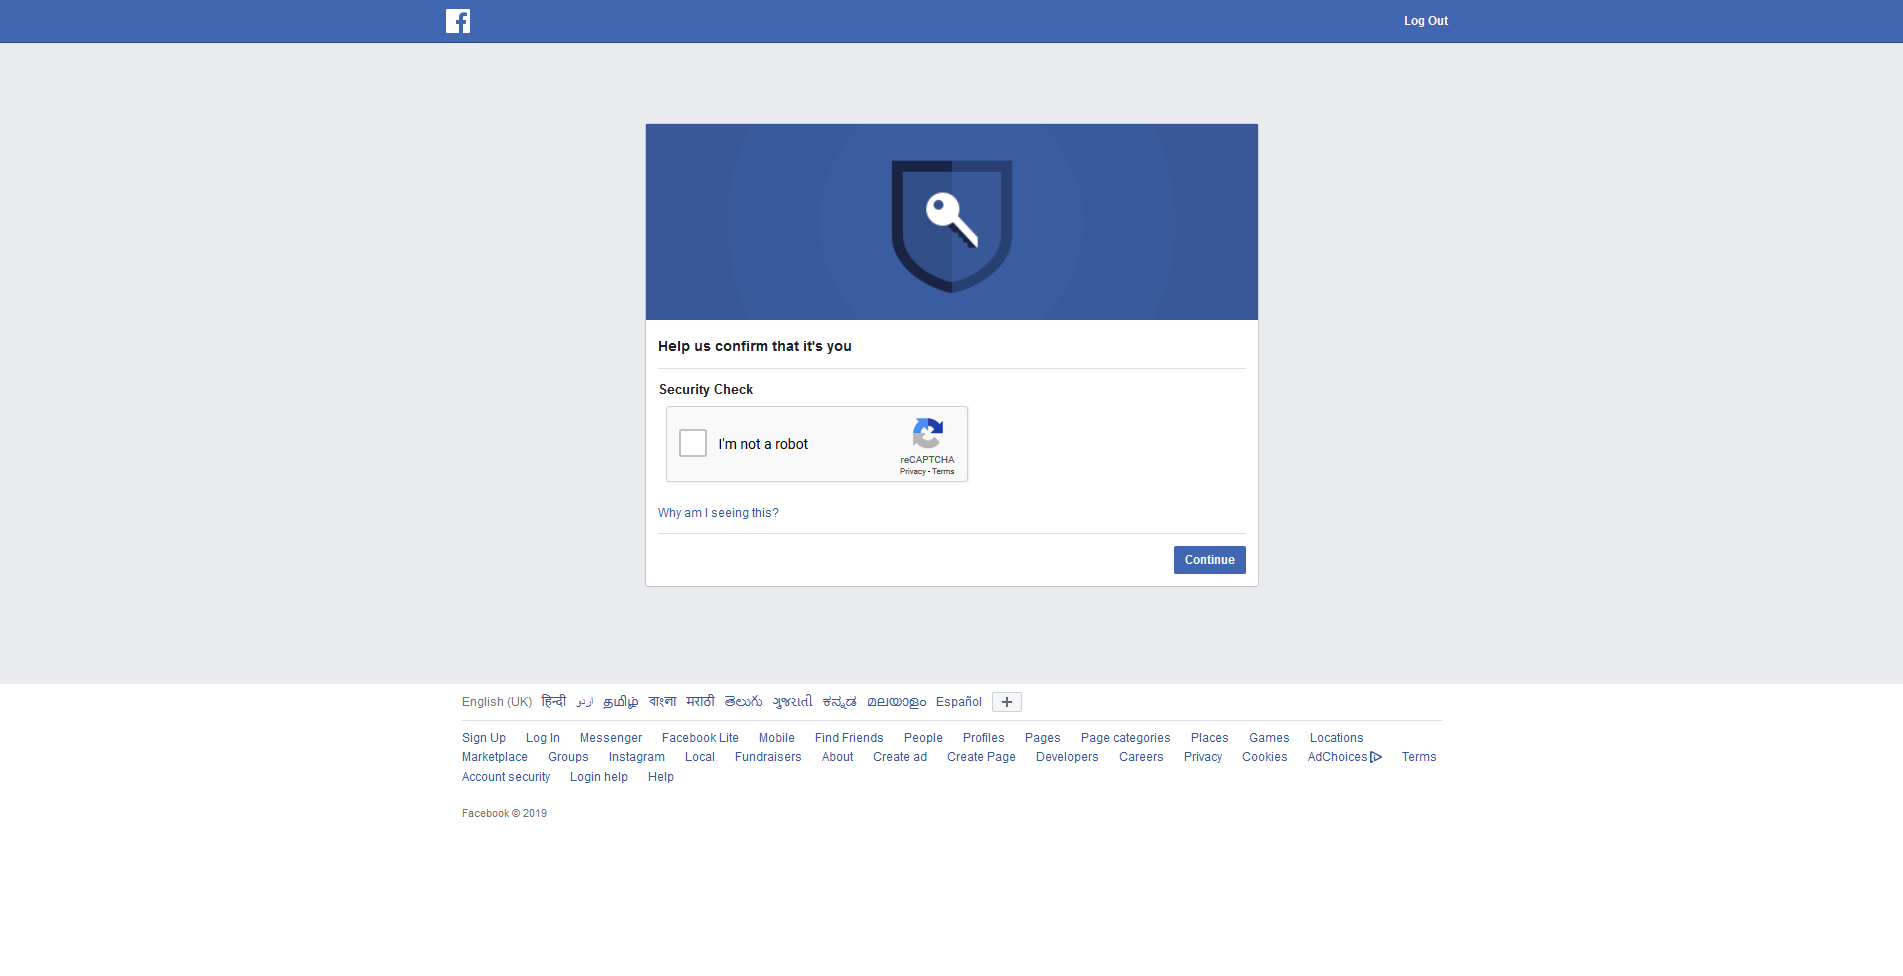 Log Out
Help us confirm that it's you
Security Check
I'm not a robot
reCAPTCHA
Privacy - Terms
Why am I seeing this?
Continue
English (UK) हिन्दी اردو தமிழ் বাংলা मराठी తెలుగు ગુજરાતી ಕನ್ನಡ മലയാളം Español
Sign Up Log In Messenger Facebook Lite Mobile Find Friends People Profiles Pages Page categories Places Games Locations
Marketplace Groups Instagram Local Fundraisers About Create ad Create Page Developers Careers Privacy Cookies AdChoices Terms
Account security Login help Help
Facebook © 2019